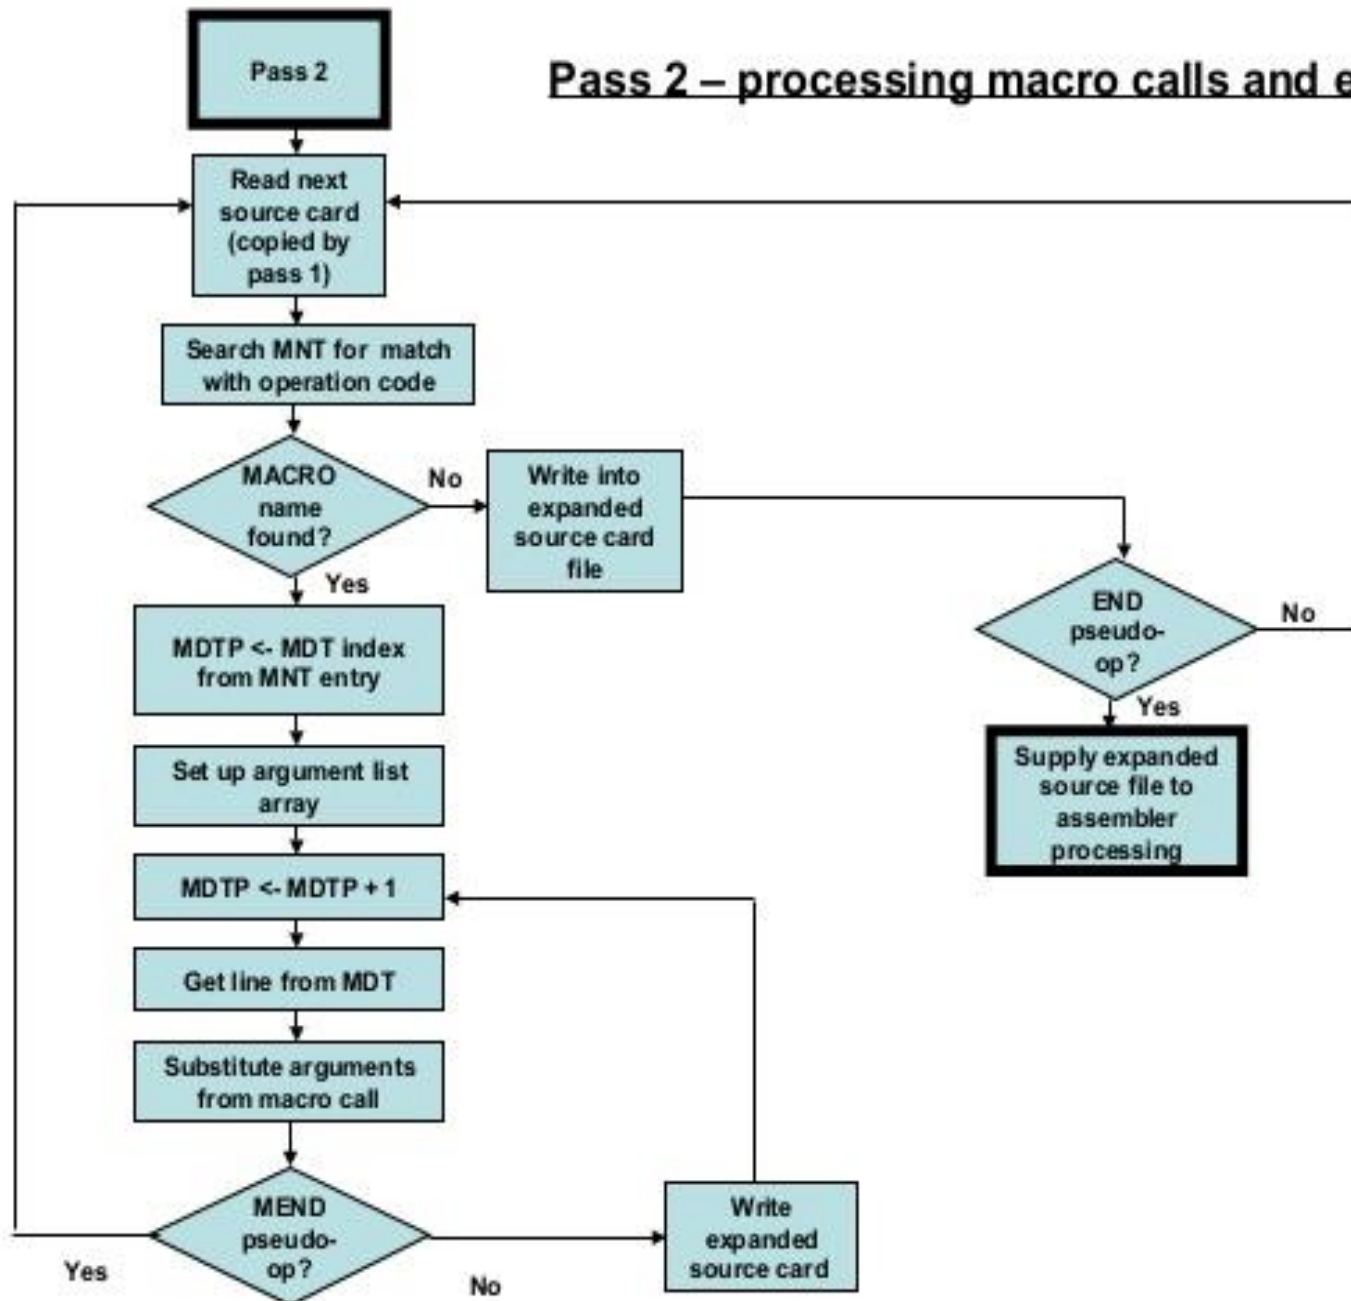 Pass 2
Pass 2 – processing macro calls and e
Read next
source card
(copied by
pass 1)
Search MNT for match
with operation code
MACRO
name
found?
No
Write into
expanded
source card
file
Yes
MDTP <- MDT index
from MNT entry
END
pseudo-
op?
No
Yes
Set up argument list
array
Supply expanded
source file to
assembler
processing
MDTP <- MDTP + 1
Get line from MDT
Substitute arguments
from macro call
MEND
pseudo-
op?
Yes
No
Write
expanded
source card